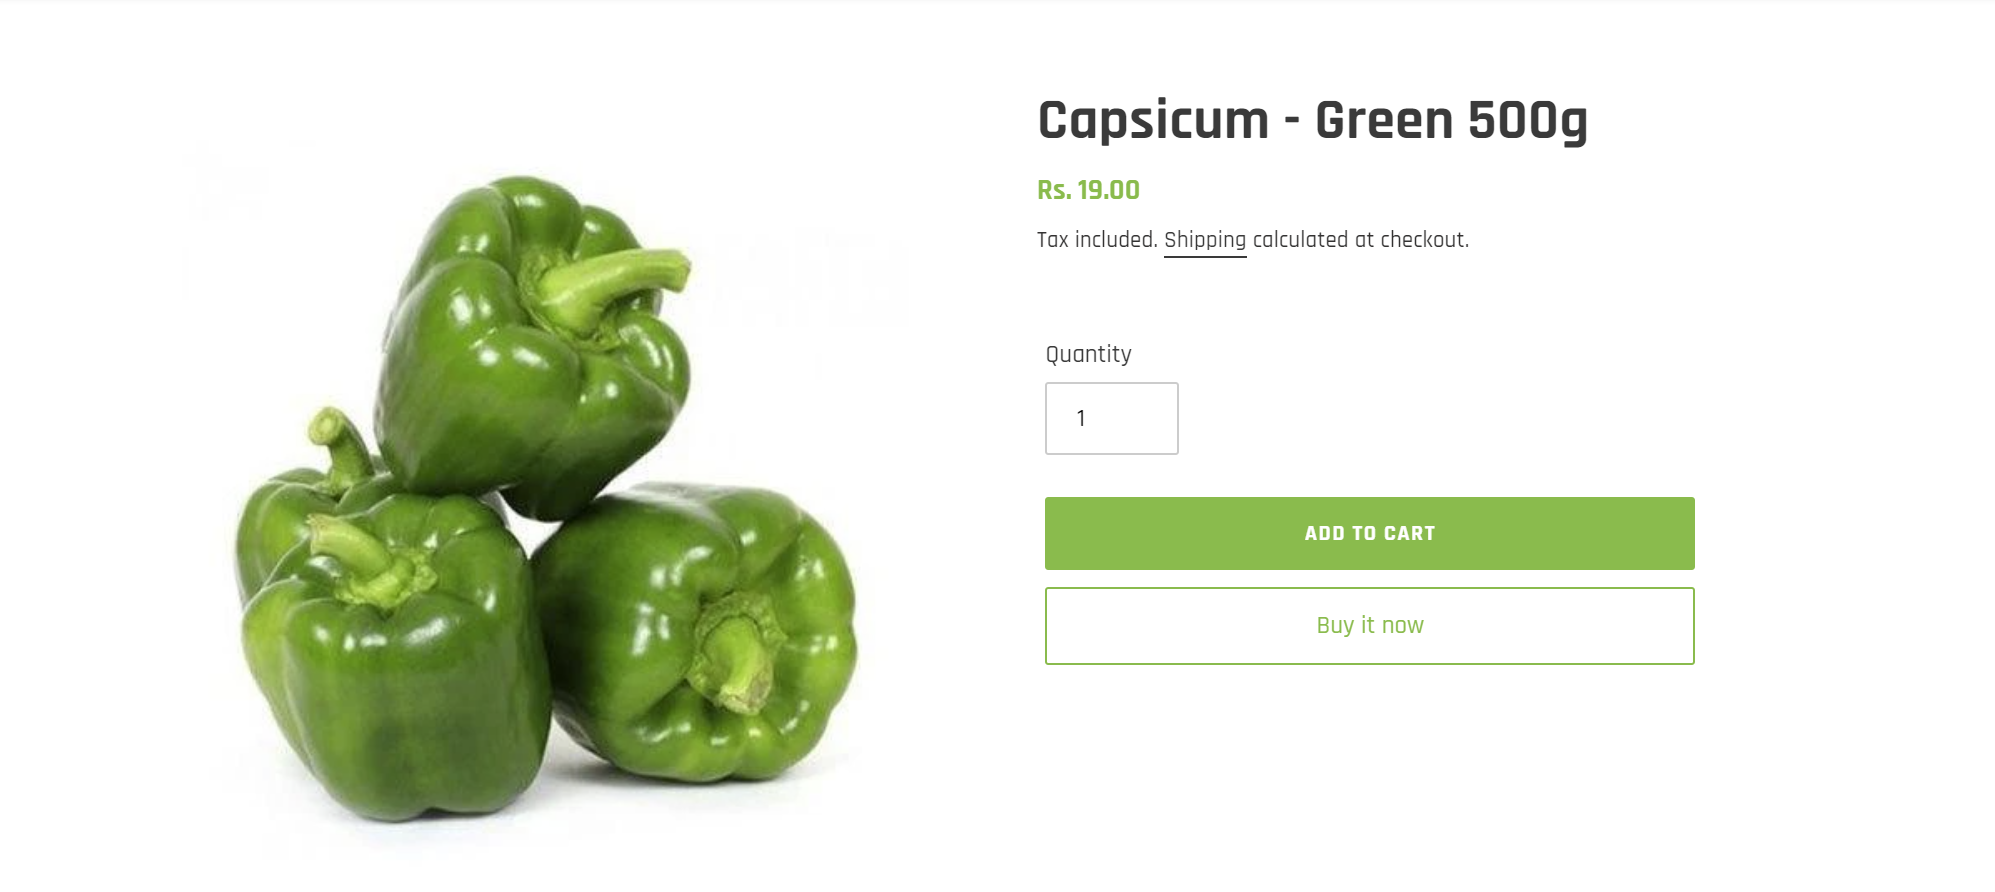 Capsicum - Green 500g
Rs. 19.00
Tax included. Shipping calculated at checkout.
Quantity
1
ADD TO CART
Buy it now